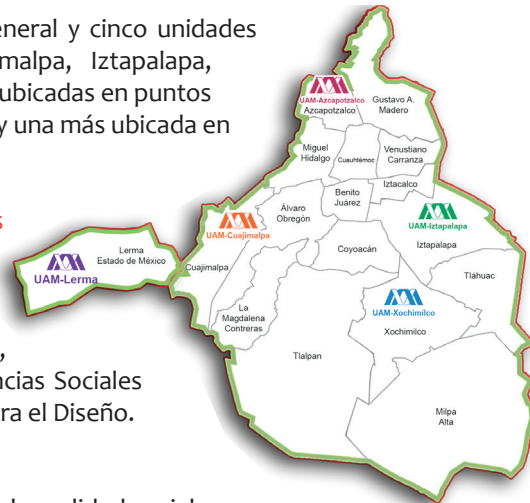 eneral y cinco unidades
imalpa, Iztapalapa,
ubicadas en puntos
y una más ubicada en
s
,
ncias Sociales
ra el Diseño.
UAM-Azcapotzalco
Azcapotzalco
Gustavo A.
Madero
Miguel
Hidalgo
Cuauhtémoc
Venustiano
Carranza
Iztacalco
Benito
Juárez
Álvaro
Obregón
UAM-Cuajimalpa
Cuajimalpa
UAM-Iztapalapa
Iztapalapa
Coyoacán
Tláhuac
Lerma
Estado de México
UAM-Lerma
UAM-Xochimilco
Xochimilco
La
Magdalena
Contreras
Tlalpan
Milpa
Alta